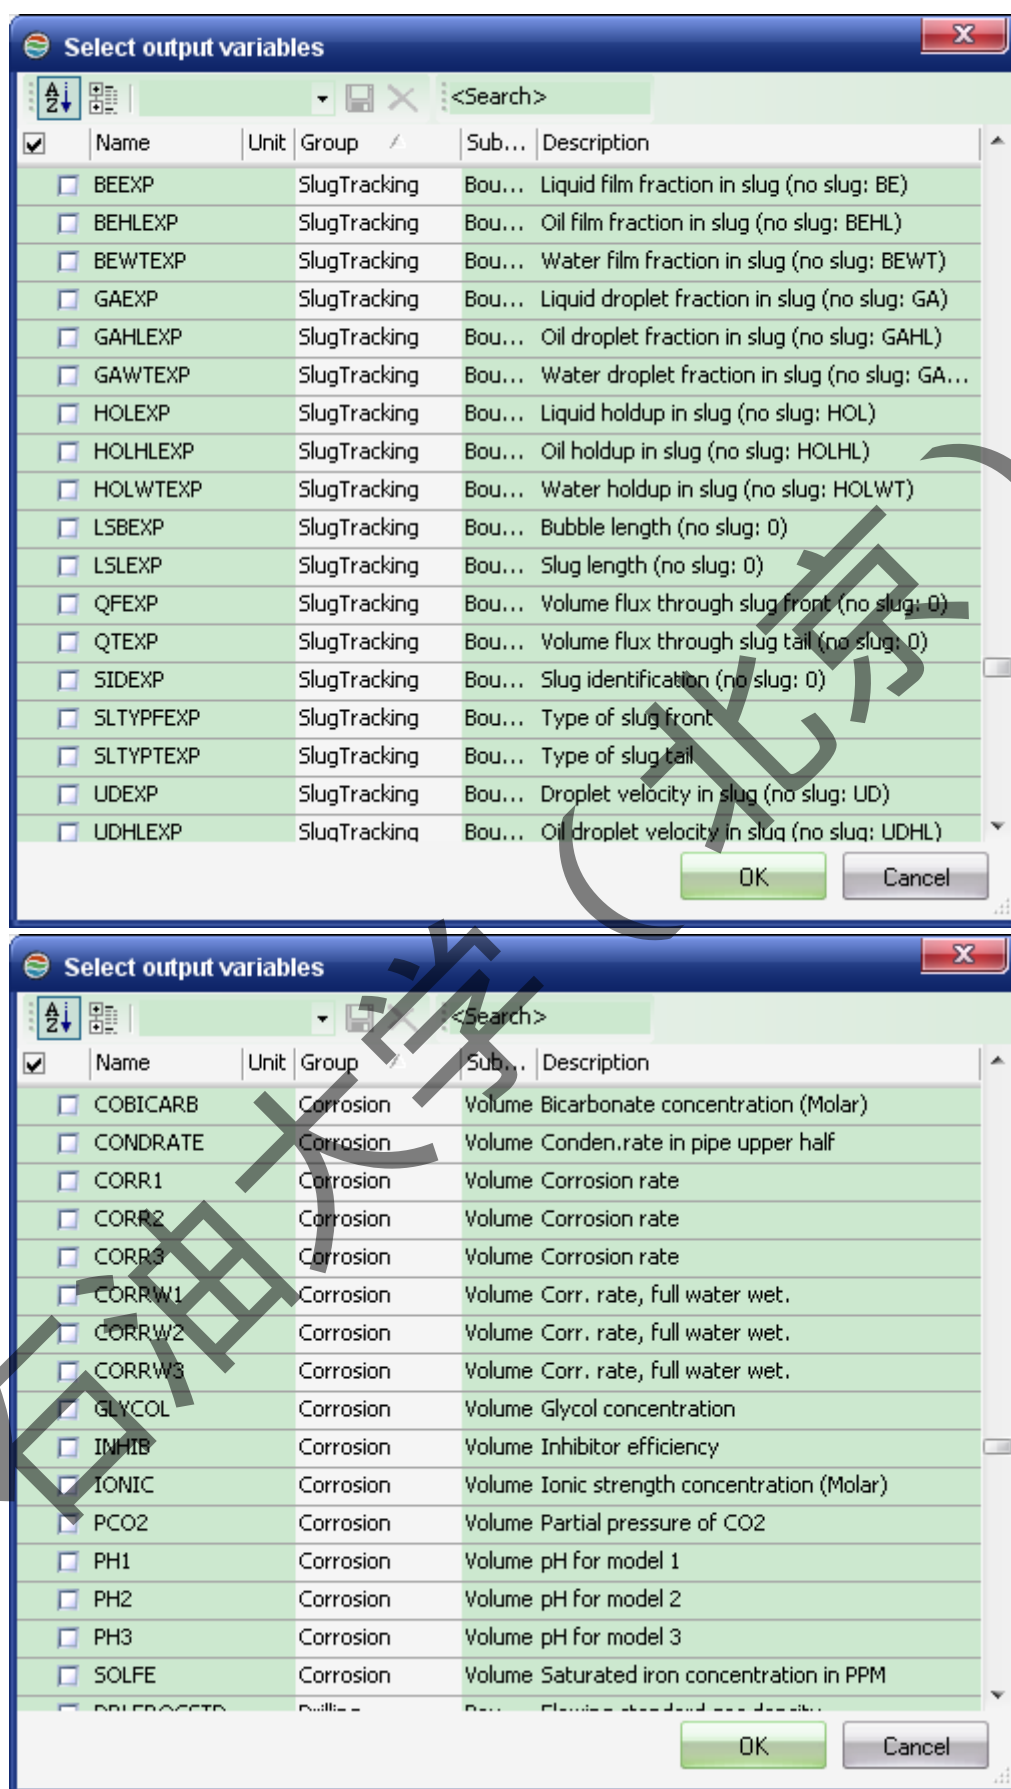 Select output variables
<Search>
Name Unit Group Sub... Description
BEEXP SlugTracking Bou... Liquid film fraction in slug (no slug: BE)
BEHLEXP SlugTracking Bou... Oil film fraction in slug (no slug: BEHL)
BEWTEXP SlugTracking Bou... Water film fraction in slug (no slug: BEWT)
GAEXP SlugTracking Bou... Liquid droplet fraction in slug (no slug: GA)
GAHLEXP SlugTracking Bou... Oil droplet fraction in slug (no slug: GAHL)
GAWTEXP SlugTracking Bou... Water droplet fraction in slug (no slug: GA...
HOLEXP SlugTracking Bou... Liquid holdup in slug (no slug: HOL)
HOLHLEXP SlugTracking Bou... Oil holdup in slug (no slug: HOLHL)
HOLWTEXP SlugTracking Bou... Water holdup in slug (no slug: HOLWT)
LSBEXP SlugTracking Bou... Bubble length (no slug: 0)
LSLEXP SlugTracking Bou... Slug length (no slug: 0)
QFEXP SlugTracking Bou... Volume flux through slug front (no slug: 0)
QTEXP SlugTracking Bou... Volume flux through slug tail (no slug: 0)
SIDEXP SlugTracking Bou... Slug identification (no slug: 0)
SLTYPFEXP SlugTracking Bou... Type of slug front
SLTYPTEXP SlugTracking Bou... Type of slug tail
UDEXP SlugTracking Bou... Droplet velocity in slug (no slug: UD)
UDHLEXP SlugTracking Bou... Oil droplet velocity in slug (no slug: UDHL)
OK Cancel
Select output variables
<Search>
Name Unit Group Sub... Description
COBICARB Corrosion Volume Bicarbonate concentration (Molar)
CONDRATE Corrosion Volume Conden.rate in pipe upper half
CORR1 Corrosion Volume Corrosion rate
CORR2 Corrosion Volume Corrosion rate
CORR3 Corrosion Volume Corrosion rate
CORRW1 Corrosion Volume Corr. rate, full water wet.
CORRW2 Corrosion Volume Corr. rate, full water wet.
CORRW3 Corrosion Volume Corr. rate, full water wet.
GLYCOL Corrosion Volume Glycol concentration
INHIB Corrosion Volume Inhibitor efficiency
IONIC Corrosion Volume Ionic strength concentration (Molar)
PCO2 Corrosion Volume Partial pressure of CO2
PH1 Corrosion Volume pH for model 1
PH2 Corrosion Volume pH for model 2
PH3 Corrosion Volume pH for model 3
SOLFE Corrosion Volume Saturated iron concentration in PPM
OK Cancel
石油大学（北京）